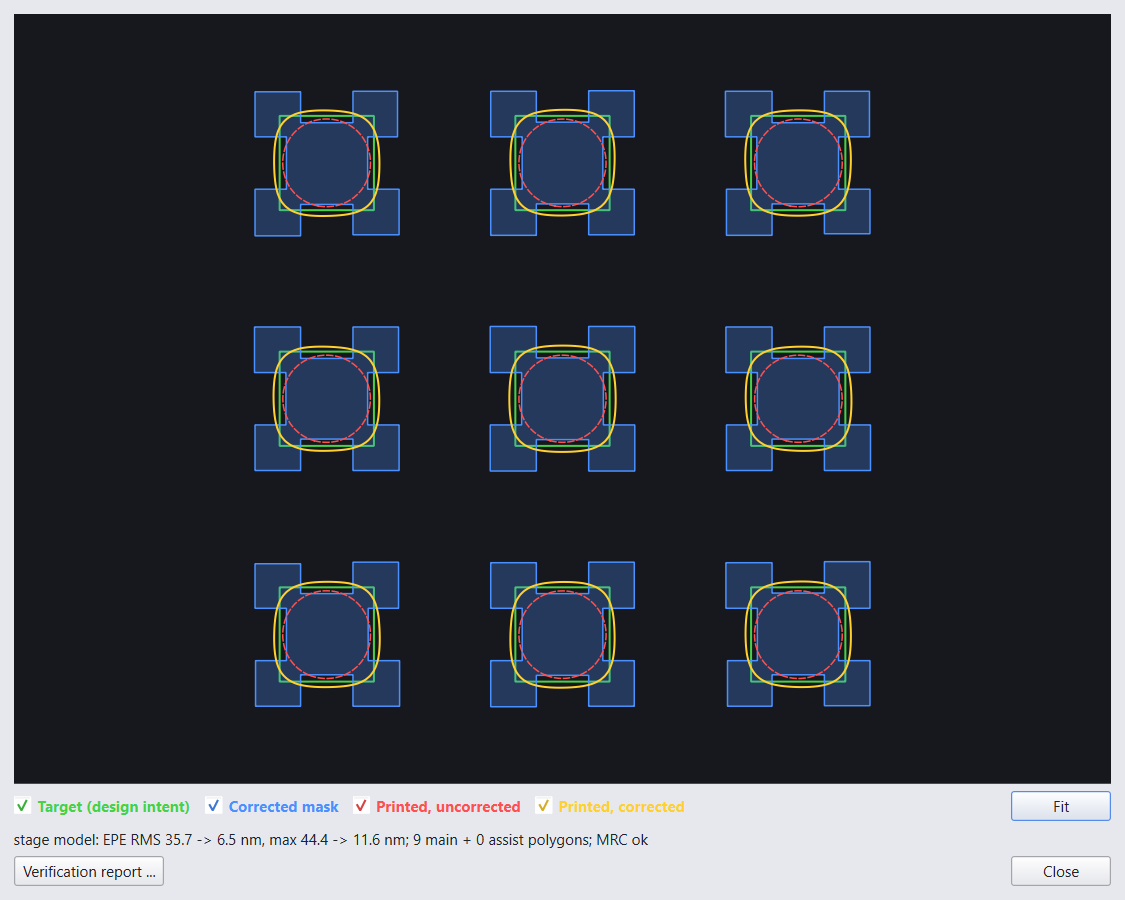 Target (design intent) Corrected mask Printed, uncorrected Printed, corrected Fit
stage model: EPE RMS 35.7 -> 6.5 nm, max 44.4 -> 11.6 nm; 9 main + 0 assist polygons; MRC ok
Verification report ... Close